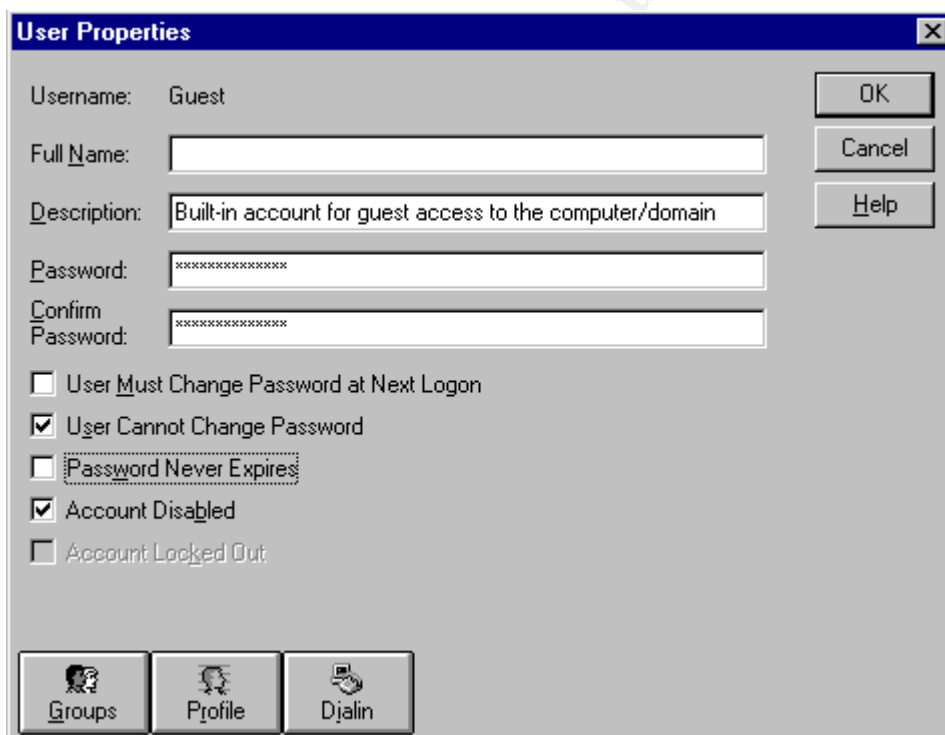 User Properties
Username: Guest
OK
Full Name:
Cancel
Description: Built-in account for guest access to the computer/domain
Help
Password: **************
Confirm
Password: **************
User Must Change Password at Next Logon
User Cannot Change Password
Password Never Expires
Account Disabled
Account Locked Out
Groups Profile Dialin